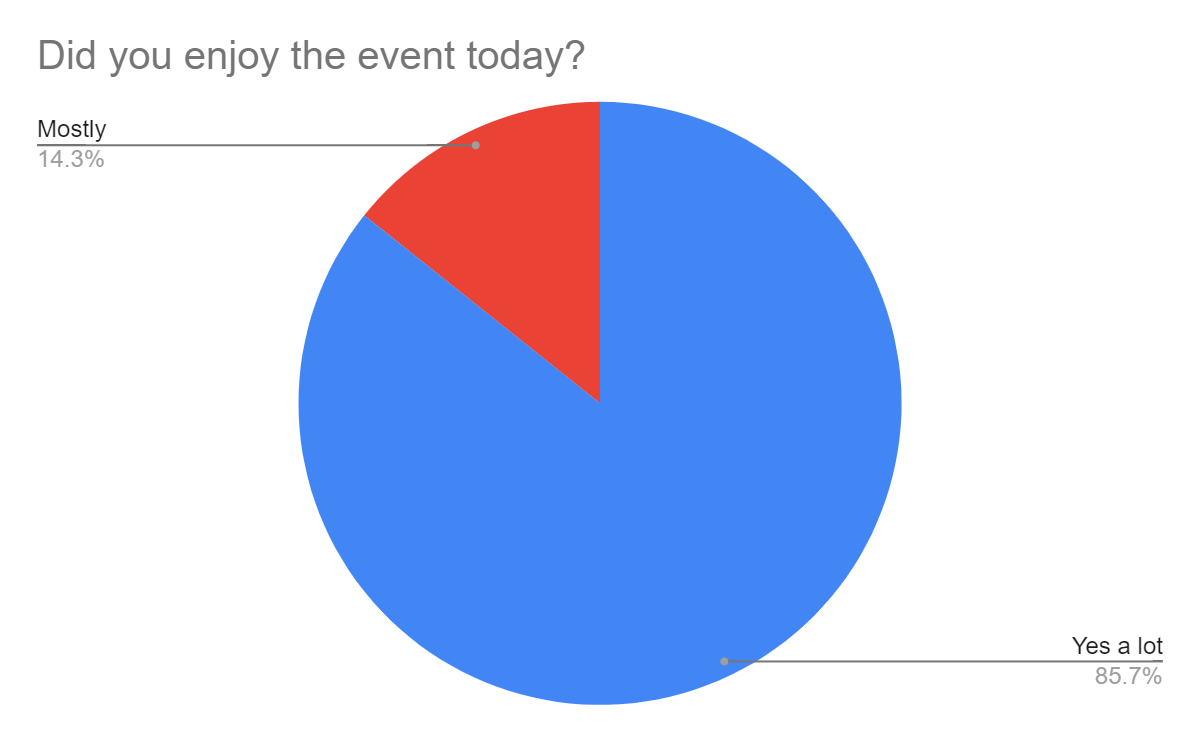 Did you enjoy the event today?
Mostly
14.3%
Yes a lot
85.7%